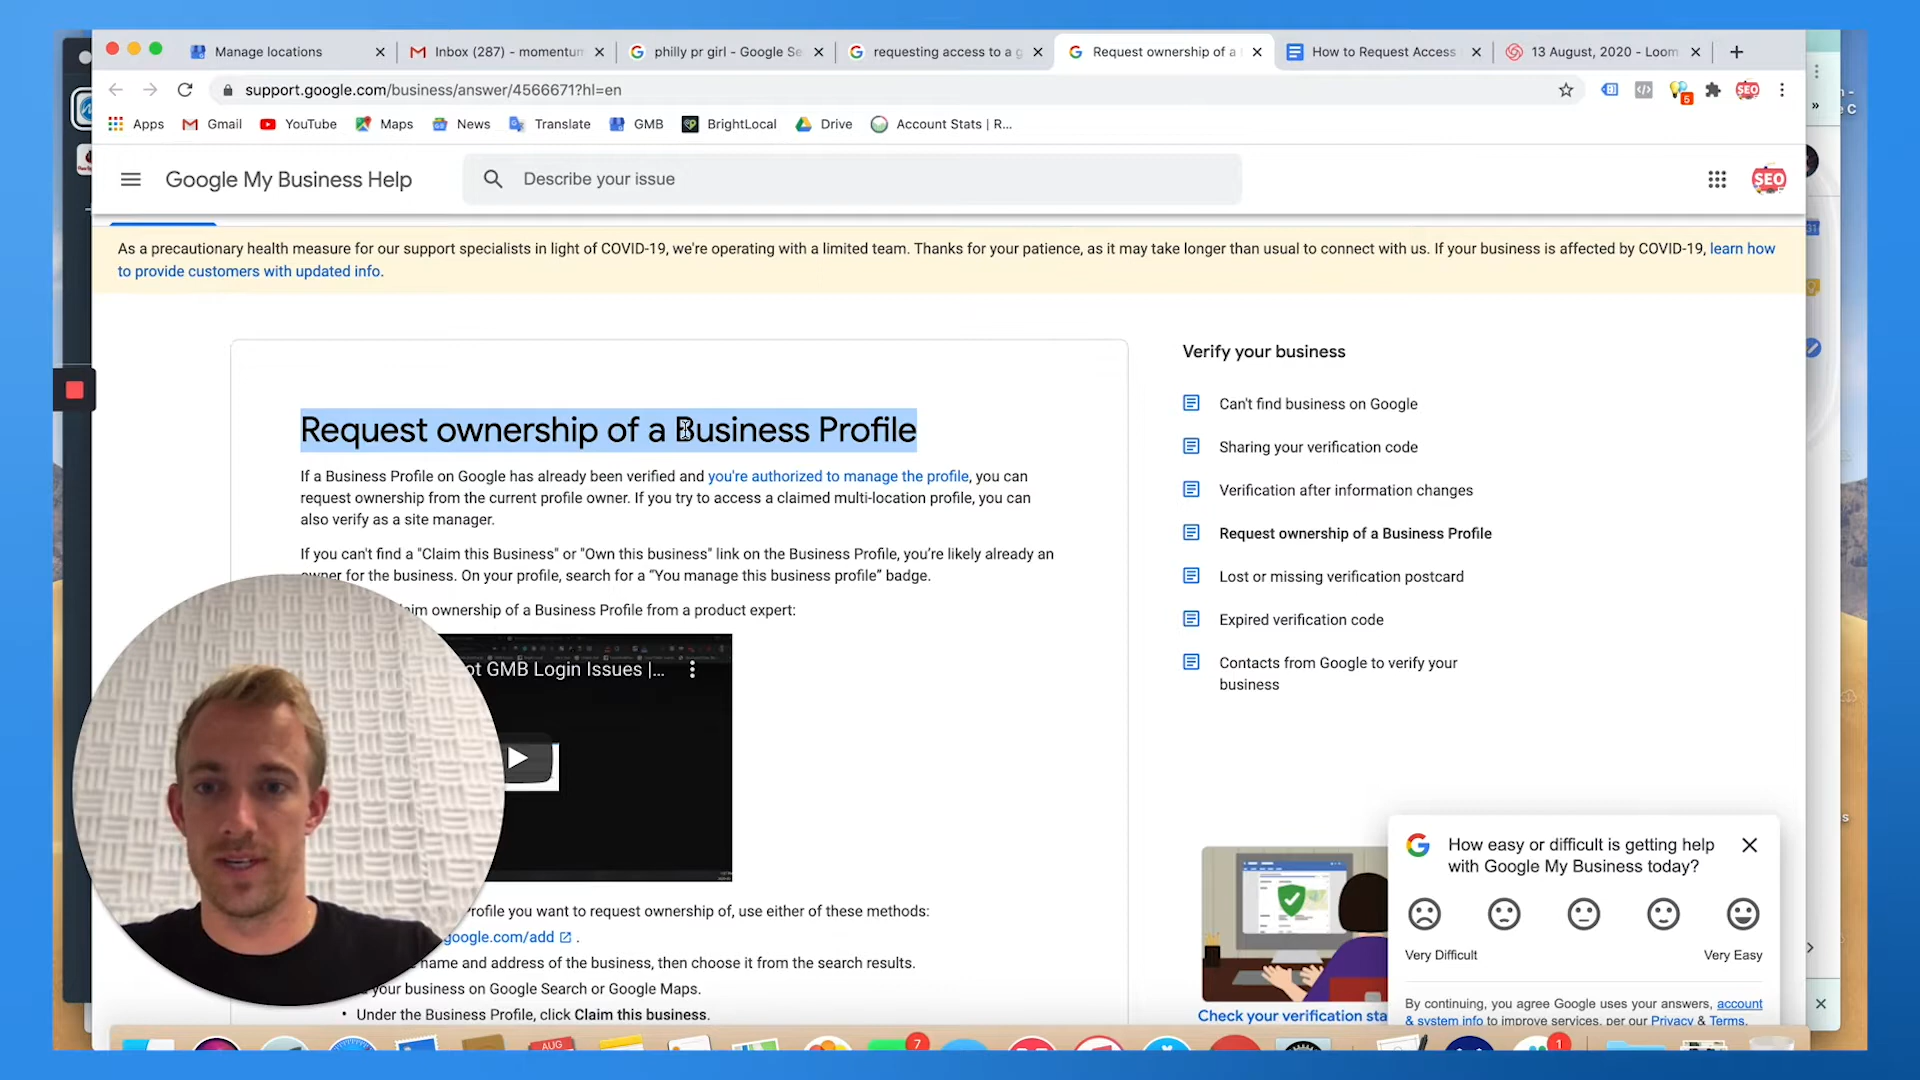 Manage locations
Inbox (287) - momentum
philly pr girl - Google Se
requesting access to a g
Request ownership of a
How to Request Access
13 August, 2020 - Loom
support.google.com/business/answer/4566671?hl=en
5
SEO
Apps
Gmail
YouTube
Maps
News
Translate
GMB
BrightLocal
Drive
Account Stats | R...
Google My Business Help
Describe your issue
SEO
As a precautionary health measure for our support specialists in light of COVID-19, we're operating with a limited team. Thanks for your patience, as it may take longer than usual to connect with us. If your business is affected by COVID-19, learn how
to provide customers with updated info.
Request ownership of a Business Profile
If a Business Profile on Google has already been verified and you're authorized to manage the profile, you can
request ownership from the current profile owner. If you try to access a claimed multi-location profile, you can
also verify as a site manager.
If you can't find a "Claim this Business" or "Own this business" link on the Business Profile, you're likely already an
owner for the business. On your profile, search for a “You manage this business profile” badge.
aim ownership of a Business Profile from a product expert:
ot GMB Login Issues |...
rofile you want to request ownership of, use either of these methods:
google.com/add .
name and address of the business, then choose it from the search results.
your business on Google Search or Google Maps.
• Under the Business Profile, click Claim this business.
Verify your business
Can't find business on Google
Sharing your verification code
Verification after information changes
Request ownership of a Business Profile
Lost or missing verification postcard
Expired verification code
Contacts from Google to verify your
business
Check your verification sta
How easy or difficult is getting help
with Google My Business today?
Very Difficult
Very Easy
By continuing, you agree Google uses your answers, account
& system info to improve services, per our Privacy & Terms.
AUG
7
1